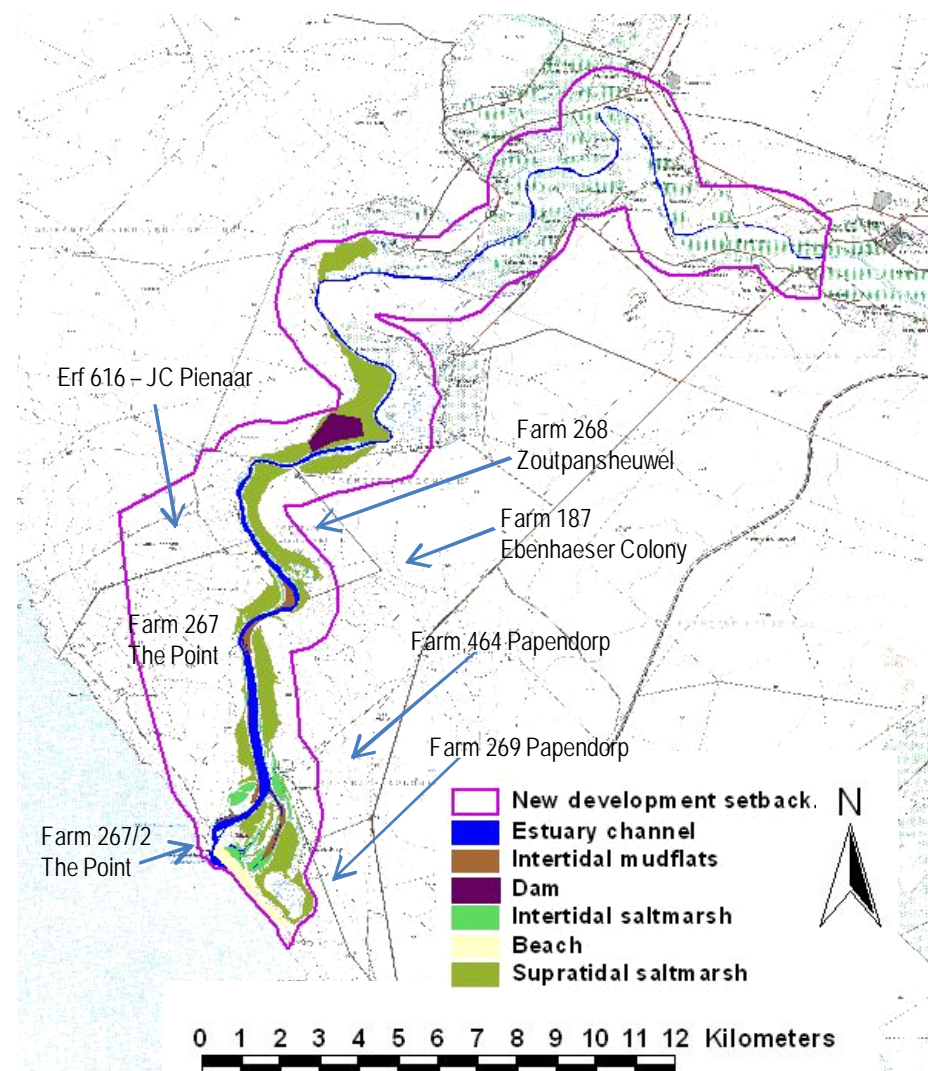 Erf 616 – JC Pienaar
Farm 268
Zoutpansheuwel
Farm 187
Ebenhaeser Colony
Farm 267
The Point
Farm 464 Papendorp
Farm 269 Papendorp
Farm 267/2
The Point
New development setback.
Estuary channel
Intertidal mudflats
Dam
Intertidal saltmarsh
Beach
Supratidal saltmarsh
N
0 1 2 3 4 5 6 7 8 9 10 11 12 Kilometers